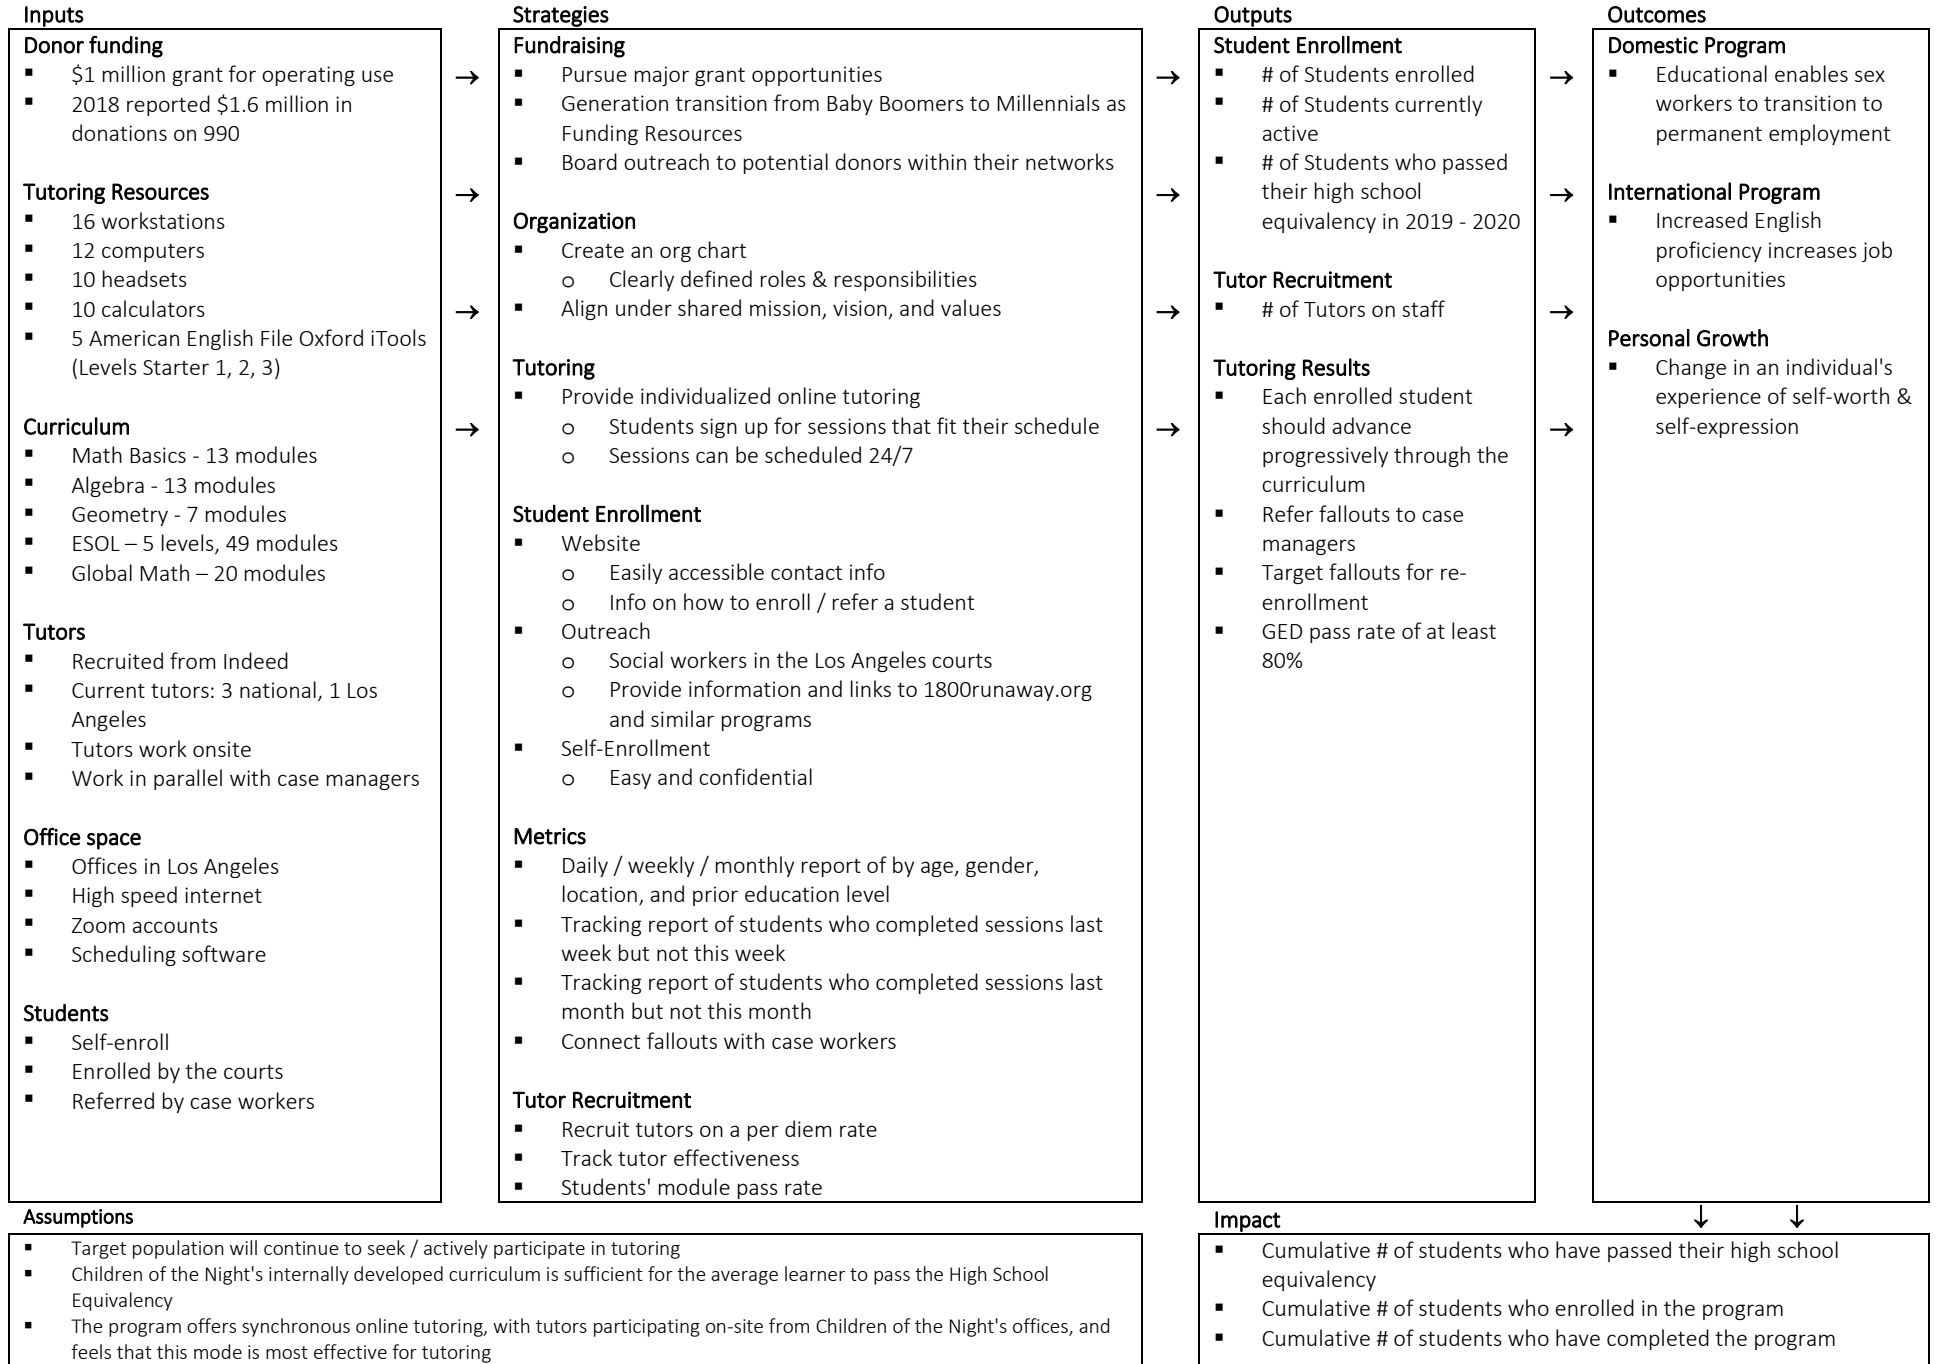 Inputs
Donor funding
▪ $1 million grant for operating use
▪ 2018 reported $1.6 million in
donations on 990
Tutoring Resources
▪ 16 workstations
▪ 12 computers
▪ 10 headsets
▪ 10 calculators
▪ 5 American English File Oxford iTools
(Levels Starter 1, 2, 3)
Curriculum
▪ Math Basics - 13 modules
▪ Algebra - 13 modules
▪ Geometry - 7 modules
▪ ESOL – 5 levels, 49 modules
▪ Global Math – 20 modules
Tutors
▪ Recruited from Indeed
▪ Current tutors: 3 national, 1 Los
Angeles
▪ Tutors work onsite
▪ Work in parallel with case managers
Office space
▪ Offices in Los Angeles
▪ High speed internet
▪ Zoom accounts
▪ Scheduling software
Students
▪ Self-enroll
▪ Enrolled by the courts
▪ Referred by case workers
→
→
→
→
Strategies
Fundraising
▪ Pursue major grant opportunities
▪ Generation transition from Baby Boomers to Millennials as
Funding Resources
▪ Board outreach to potential donors within their networks
Organization
▪ Create an org chart
o Clearly defined roles & responsibilities
▪ Align under shared mission, vision, and values
Tutoring
▪ Provide individualized online tutoring
o Students sign up for sessions that fit their schedule
o Sessions can be scheduled 24/7
Student Enrollment
▪ Website
o Easily accessible contact info
o Info on how to enroll / refer a student
▪ Outreach
o Social workers in the Los Angeles courts
o Provide information and links to 1800runaway.org
and similar programs
▪ Self-Enrollment
o Easy and confidential
Metrics
▪ Daily / weekly / monthly report of by age, gender,
location, and prior education level
▪ Tracking report of students who completed sessions last
week but not this week
▪ Tracking report of students who completed sessions last
month but not this month
▪ Connect fallouts with case workers
Tutor Recruitment
▪ Recruit tutors on a per diem rate
▪ Track tutor effectiveness
▪ Students' module pass rate
→
→
→
→
Outputs
Student Enrollment
▪ # of Students enrolled
▪ # of Students currently
active
▪ # of Students who passed
their high school
equivalency in 2019 - 2020
Tutor Recruitment
▪ # of Tutors on staff
Tutoring Results
▪ Each enrolled student
should advance
progressively through the
curriculum
▪ Refer fallouts to case
managers
▪ Target fallouts for re-
enrollment
▪ GED pass rate of at least
80%
→
→
→
→
Outcomes
Domestic Program
▪ Educational enables sex
workers to transition to
permanent employment
International Program
▪ Increased English
proficiency increases job
opportunities
Personal Growth
▪ Change in an individual's
experience of self-worth &
self-expression
↓ ↓
Assumptions
▪ Target population will continue to seek / actively participate in tutoring
▪ Children of the Night's internally developed curriculum is sufficient for the average learner to pass the High School
Equivalency
▪ The program offers synchronous online tutoring, with tutors participating on-site from Children of the Night's offices, and
feels that this mode is most effective for tutoring
Impact
▪ Cumulative # of students who have passed their high school
equivalency
▪ Cumulative # of students who enrolled in the program
▪ Cumulative # of students who have completed the program